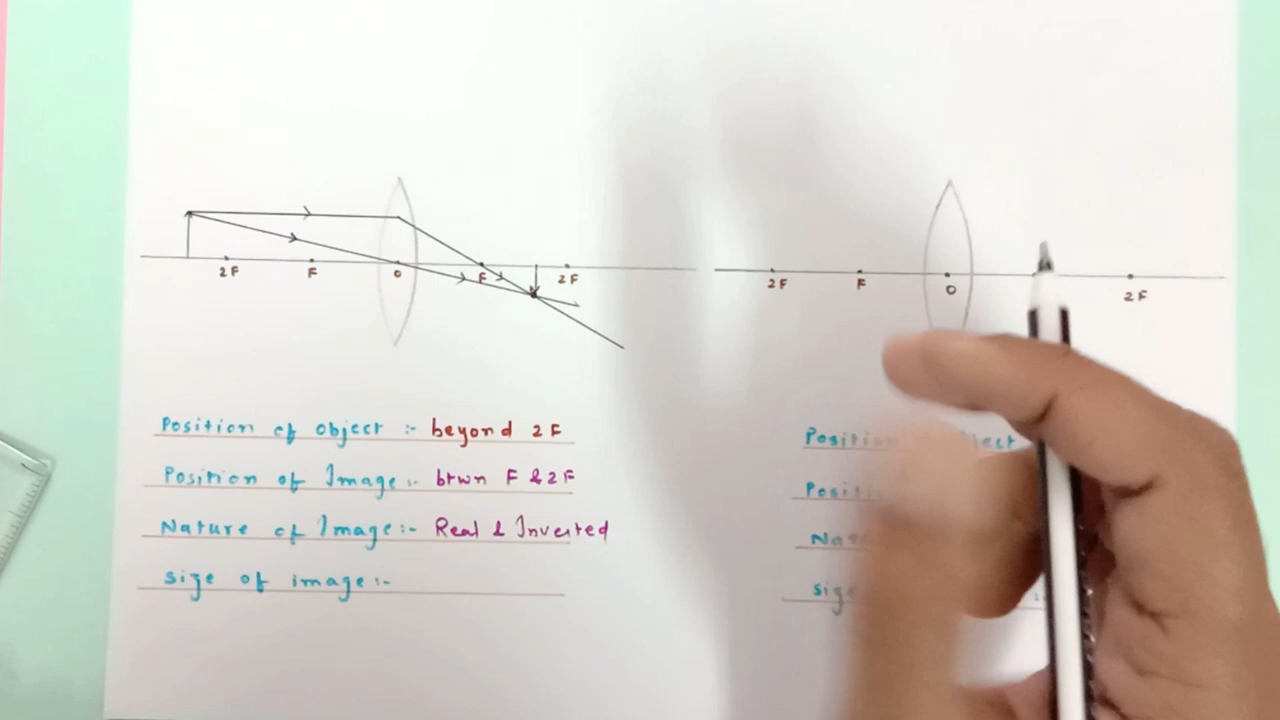 2F F O F 2F
2F F O 2F
Position of object :- beyond 2F
Position of Image :- btwn F & 2F
Nature of Image :- Real & Inverted
size of image :-
Position